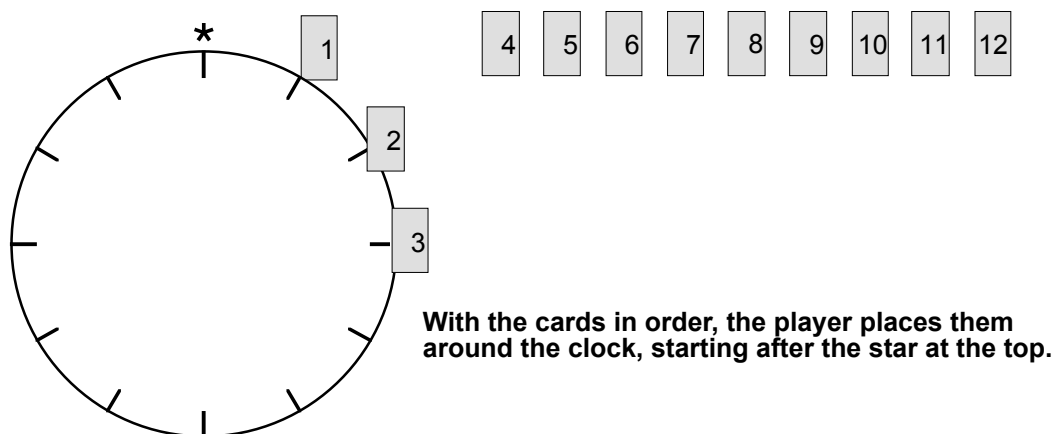 *
1
4 5 6 7 8 9 10 11 12
2
3
With the cards in order, the player places them
around the clock, starting after the star at the top.